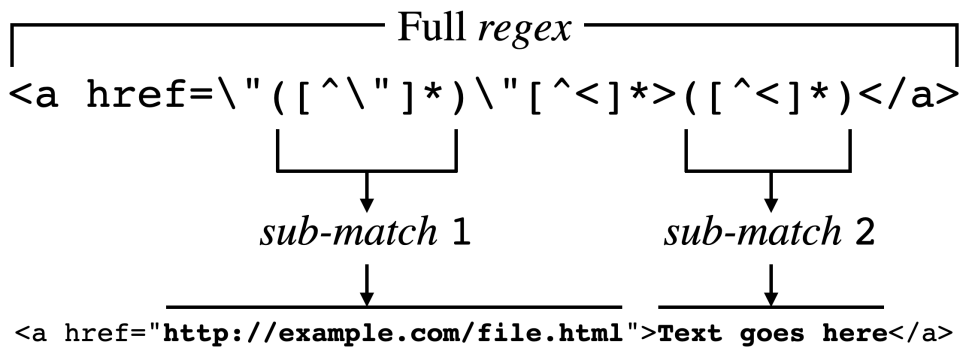 Full regex
<a href=\"([^\"]*)\"[^<]*>([^<]*)</a>
sub-match 1 sub-match 2
<a href="http://example.com/file.html">Text goes here</a>